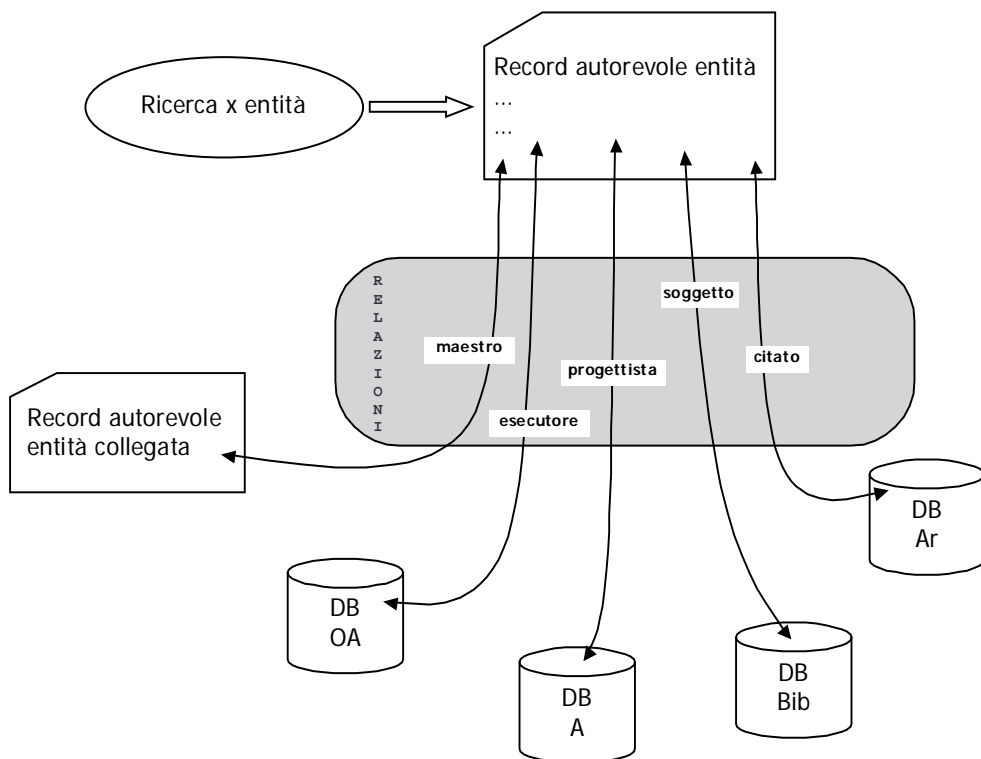 Record autorevole entità
...
...
Ricerca x entità
RELAZIONI
soggetto
maestro
citato
progettista
esecutore
Record autorevole
entità collegata
DB
Ar
DB
OA
DB
Bib
DB
A